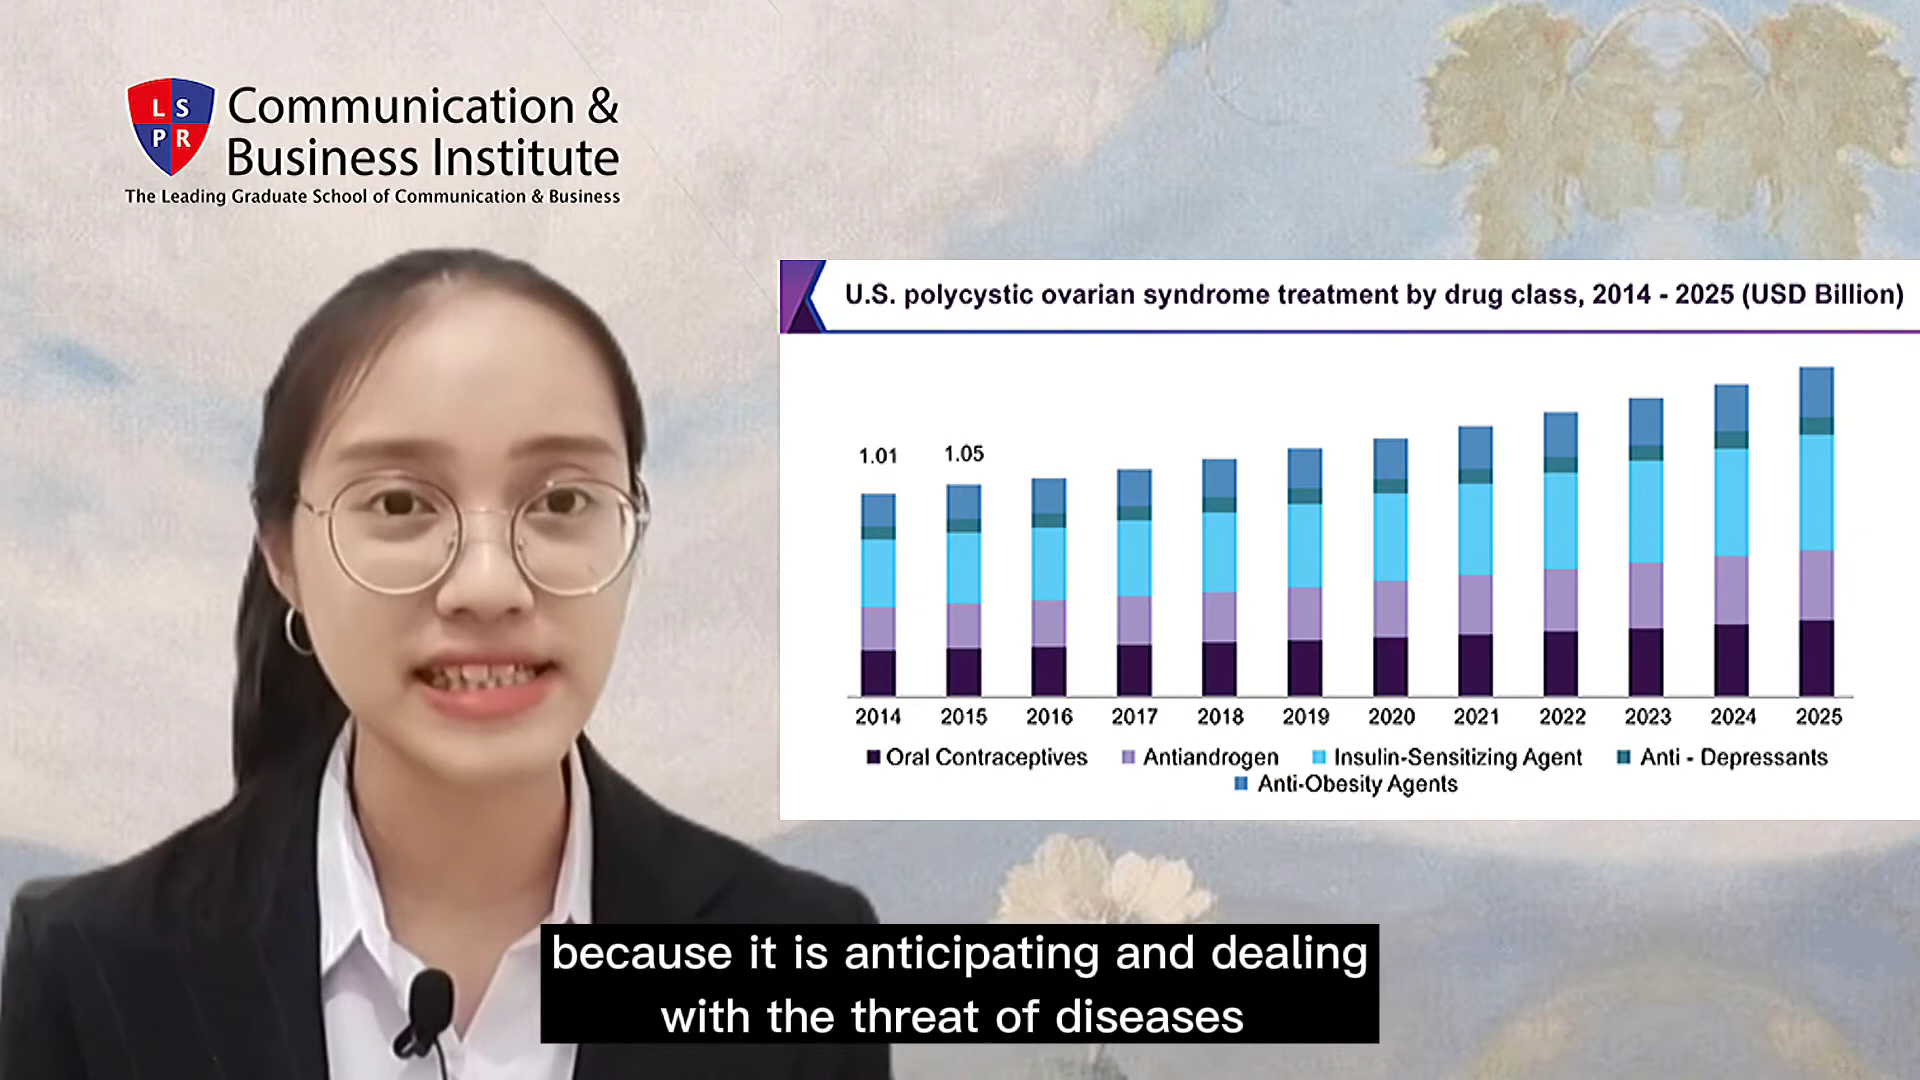 L S
P R
Communication &
Business Institute
The Leading Graduate School of Communication & Business
U.S. polycystic ovarian syndrome treatment by drug class, 2014 - 2025 (USD Billion)
1.01
1.05
2014 2015 2016 2017 2018 2019 2020 2021 2022 2023 2024 2025
Oral Contraceptives Antiandrogen Insulin-Sensitizing Agent Anti - Depressants
Anti-Obesity Agents
because it is anticipating and dealing
with the threat of diseases